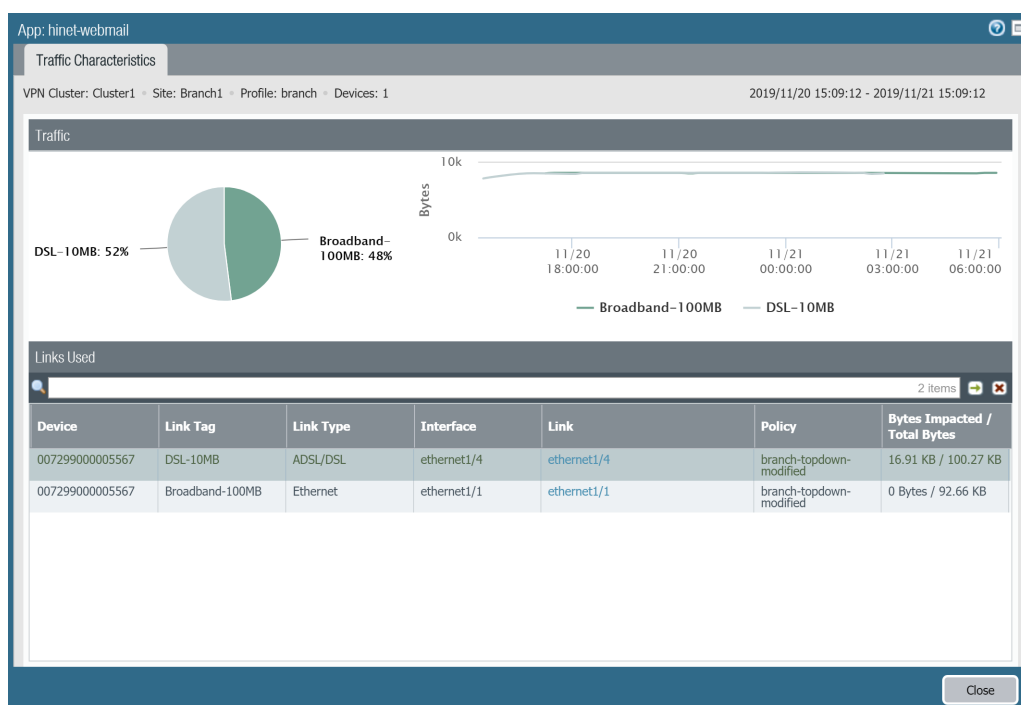 App: hinet-webmail
Traffic Characteristics
VPN Cluster: Cluster1 • Site: Branch1 • Profile: branch • Devices: 1
2019/11/20 15:09:12 - 2019/11/21 15:09:12
Traffic
DSL-10MB: 52%
Broadband-
100MB: 48%
10k
Bytes
0k
11/20
18:00:00
11/20
21:00:00
11/21
00:00:00
11/21
03:00:00
11/21
06:00:00
Broadband-100MB DSL-10MB
Links Used
2 items
Device Link Tag Link Type Interface Link Policy Bytes Impacted /
Total Bytes
007299000005567 DSL-10MB ADSL/DSL ethernet1/4 ethernet1/4 branch-topdown- 16.91 KB / 100.27 KB
modified
007299000005567 Broadband-100MB Ethernet ethernet1/1 ethernet1/1 branch-topdown- 0 Bytes / 92.66 KB
modified
Close